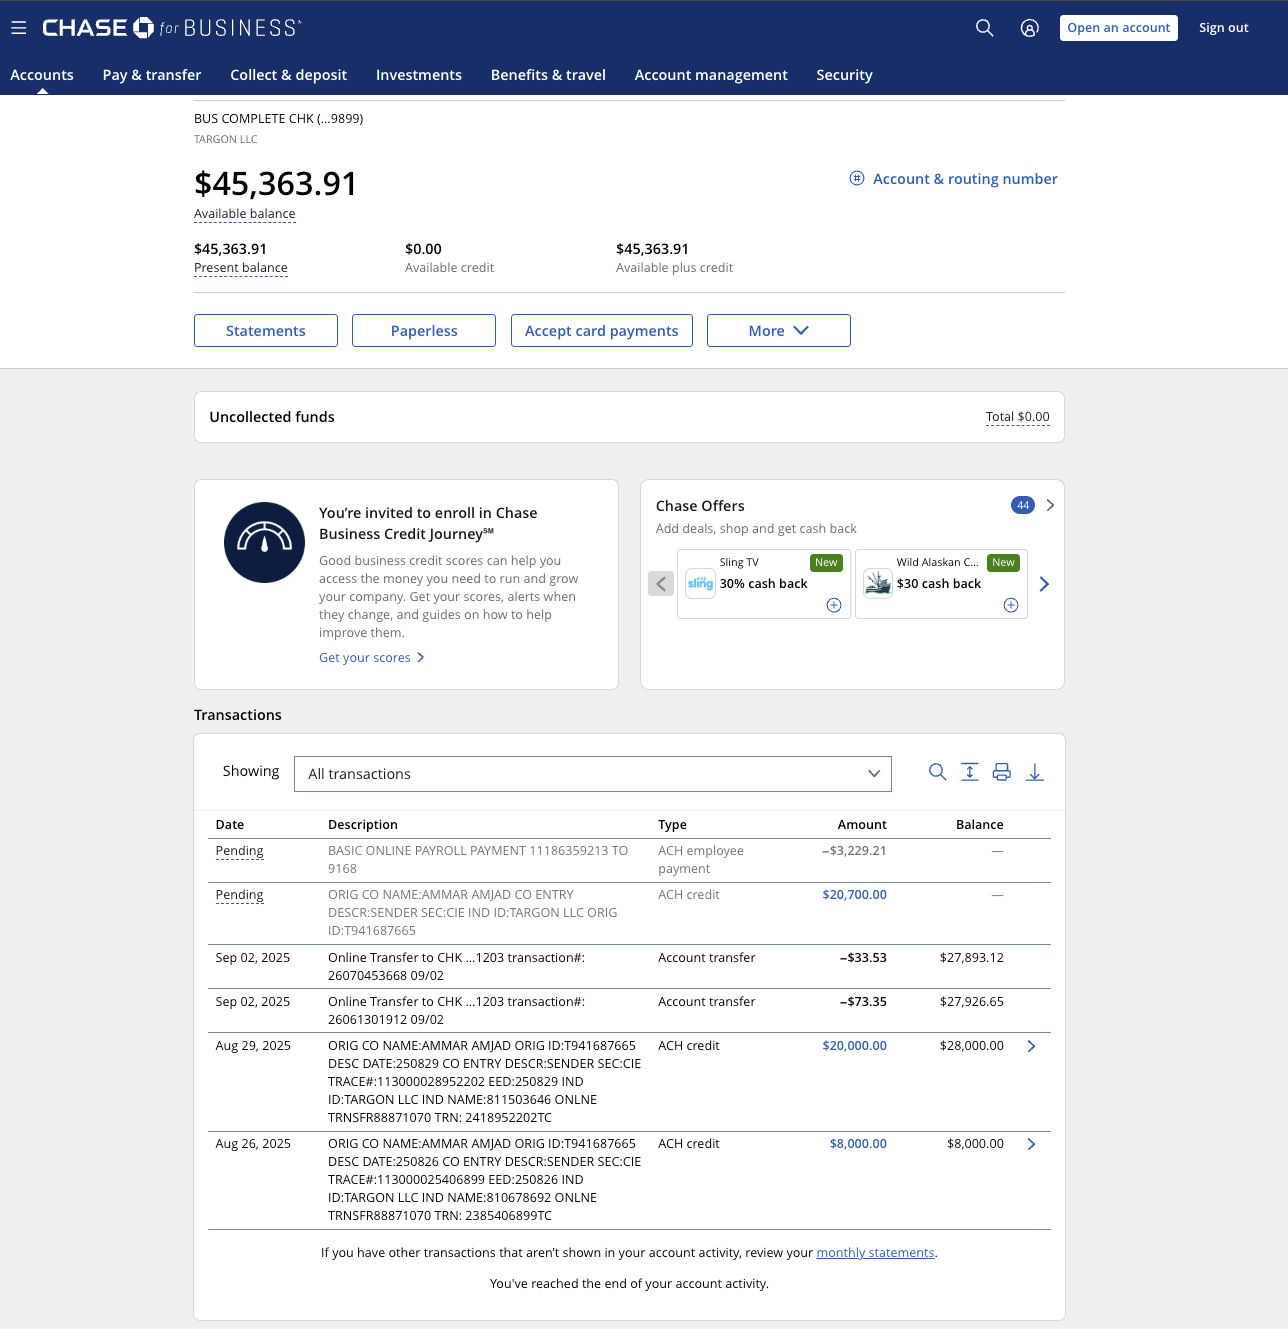 CHASE for BUSINESS
Open an account
Sign out
Accounts
Pay & transfer
Collect & deposit
Investments
Benefits & travel
Account management
Security
BUS COMPLETE CHK (...9899)
TARGON LLC
$45,363.91
Available balance
Account & routing number
$45,363.91
Present balance
$0.00
Available credit
$45,363.91
Available plus credit
Statements
Paperless
Accept card payments
More
Uncollected funds
Total $0.00
You're invited to enroll in Chase
Business Credit Journey℠
Good business credit scores can help you
access the money you need to run and grow
your company. Get your scores, alerts when
they change, and guides on how to help
improve them.
Get your scores
Chase Offers
44
Add deals, shop and get cash back
sling
Sling TV
New
30% cash back
Wild Alaskan C...
New
$30 cash back
Transactions
Showing
All transactions
Date Description Type Amount Balance
Pending BASIC ONLINE PAYROLL PAYMENT 11186359213 TO ACH employee −$3,229.21 —
9168 payment
Pending ORIG CO NAME:AMMAR AMJAD CO ENTRY ACH credit $20,700.00 —
DESCR:SENDER SEC:CIE IND ID:TARGON LLC ORIG
ID:T941687665
Sep 02, 2025 Online Transfer to CHK ...1203 transaction#: Account transfer −$33.53 $27,893.12
26070453668 09/02
Sep 02, 2025 Online Transfer to CHK ...1203 transaction#: Account transfer −$73.35 $27,926.65
26061301912 09/02
Aug 29, 2025 ORIG CO NAME:AMMAR AMJAD ORIG ID:T941687665 ACH credit $20,000.00 $28,000.00
DESC DATE:250829 CO ENTRY DESCR:SENDER SEC:CIE
TRACE#:113000028952202 EED:250829 IND
ID:TARGON LLC IND NAME:811503646 ONLNE
TRNSFR88871070 TRN: 2418952202TC
Aug 26, 2025 ORIG CO NAME:AMMAR AMJAD ORIG ID:T941687665 ACH credit $8,000.00 $8,000.00
DESC DATE:250826 CO ENTRY DESCR:SENDER SEC:CIE
TRACE#:113000025406899 EED:250826 IND
ID:TARGON LLC IND NAME:810678692 ONLNE
TRNSFR88871070 TRN: 2385406899TC
If you have other transactions that aren't shown in your account activity, review your monthly statements.
You've reached the end of your account activity.